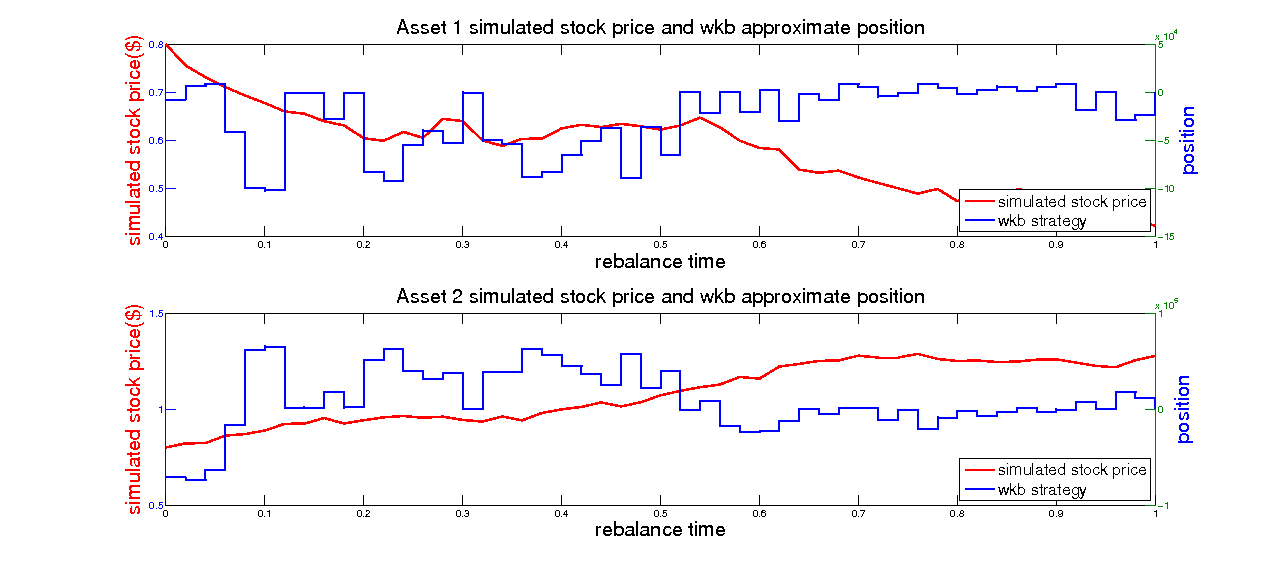 Asset 1 simulated stock price and wkb approximate position
x 10^4
simulated stock price($)
0.8
0.7
0.6
0.5
0.4
5
0
-5
-10
-15
position
simulated stock price
wkb strategy
0 0.1 0.2 0.3 0.4 0.5 0.6 0.7 0.8 0.9 1
rebalance time
Asset 2 simulated stock price and wkb approximate position
simulated stock price($)
1.5
1
0.5
1
0
-1
position
simulated stock price
wkb strategy
0 0.1 0.2 0.3 0.4 0.5 0.6 0.7 0.8 0.9 1
rebalance time